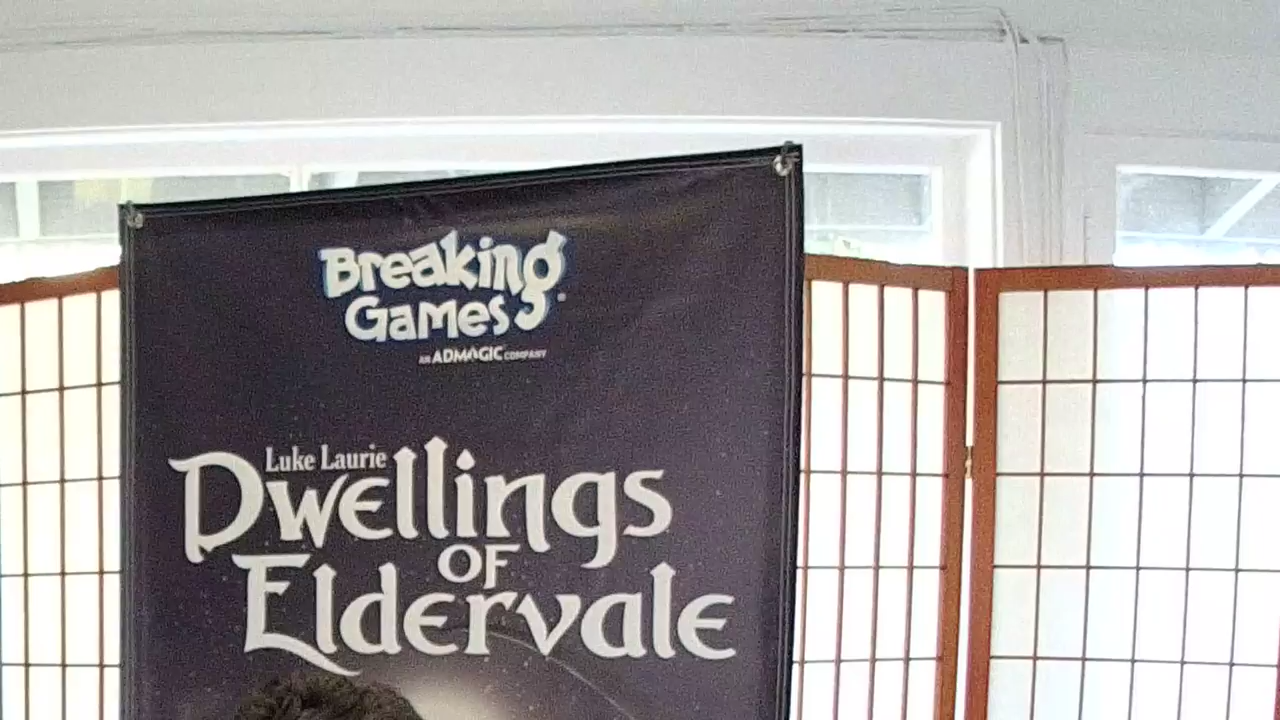 Breaking
Games
AN ADMAGIC COMPANY
Luke Laurie
Dwellings
OF
Eldervale